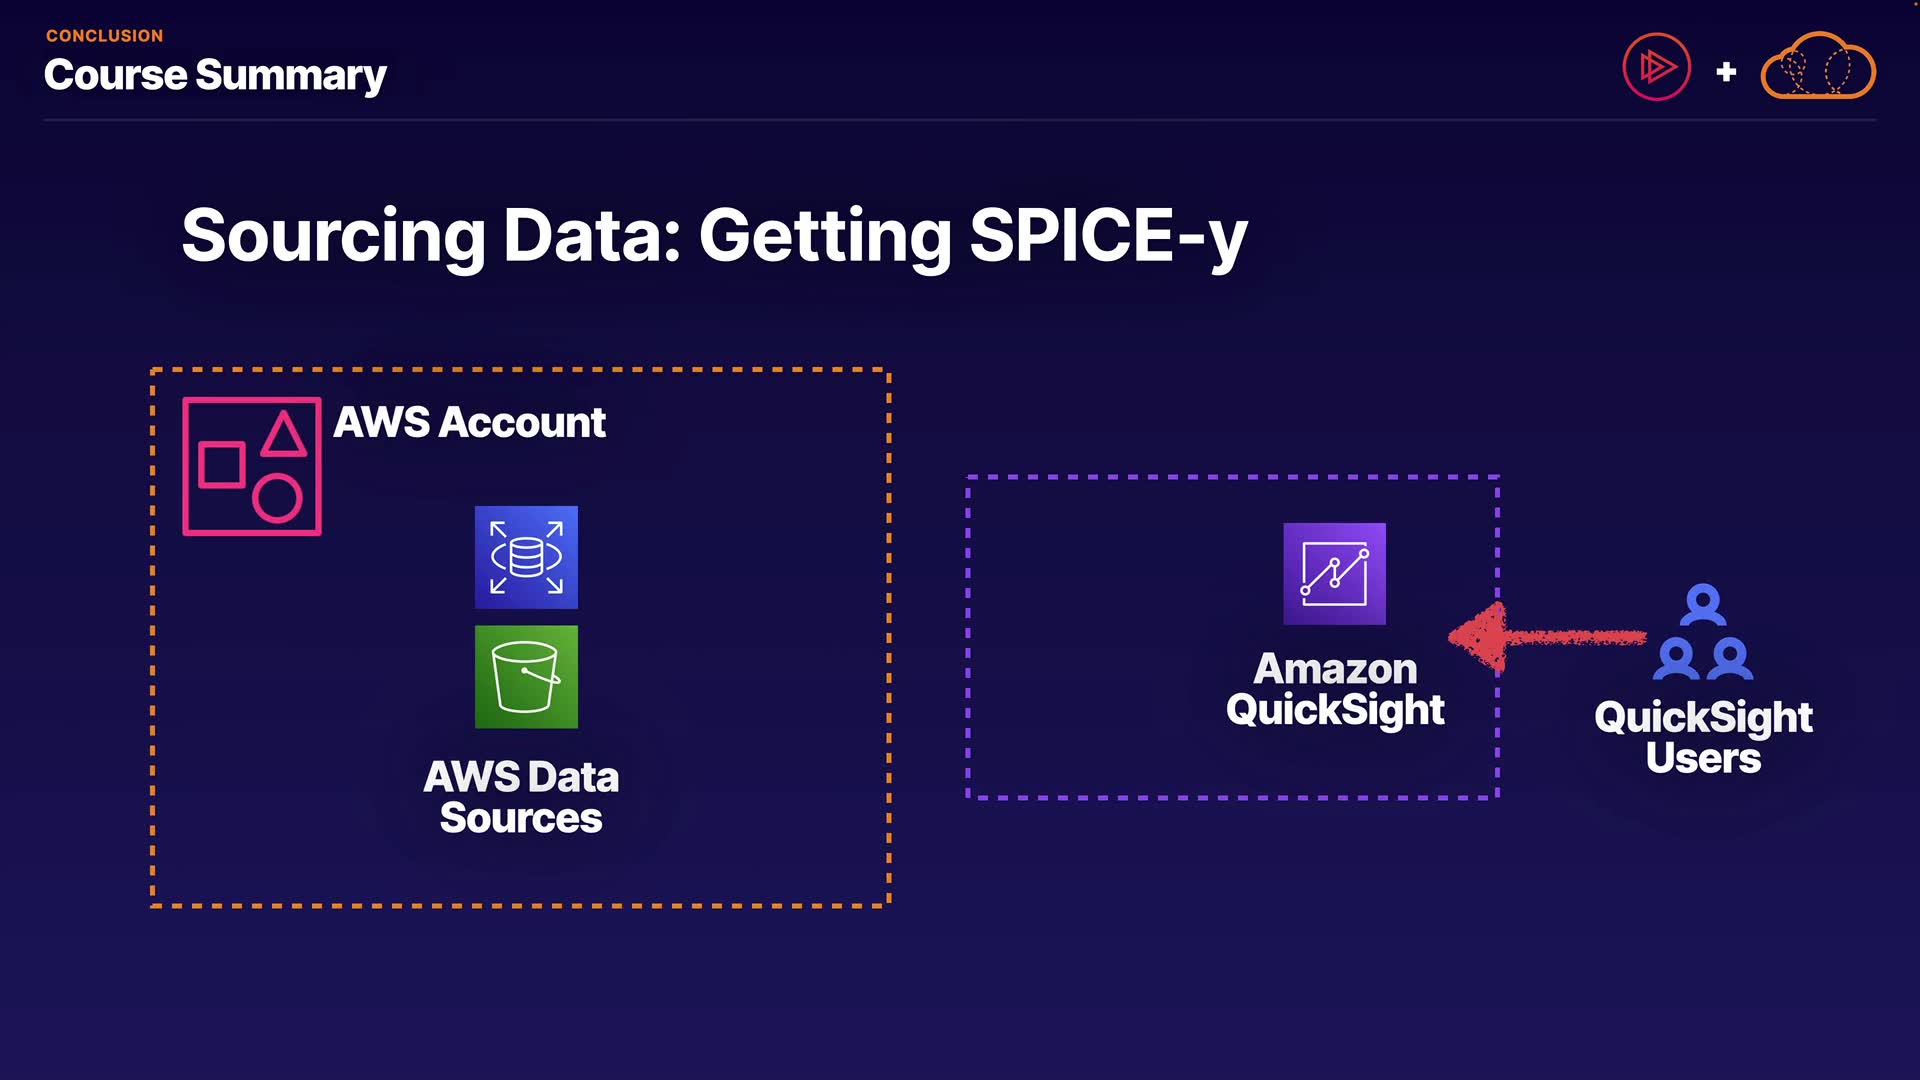 CONCLUSION
Course Summary
+
Sourcing Data: Getting SPICE-y
AWS Account
AWS Data
Sources
Amazon
QuickSight
QuickSight
Users